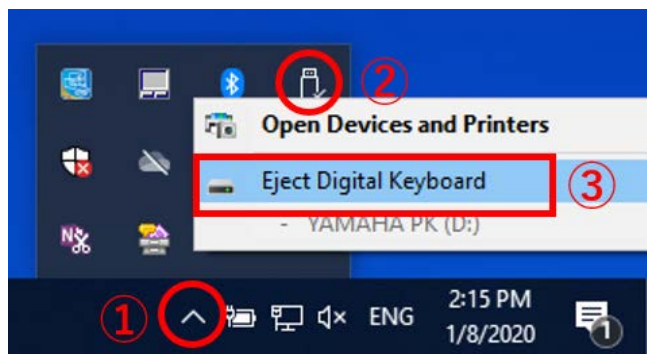 ②
Open Devices and Printers
Eject Digital Keyboard
③
- YAMAHA PK (D:)
N
①
ENG
2:15 PM
1/8/2020
1